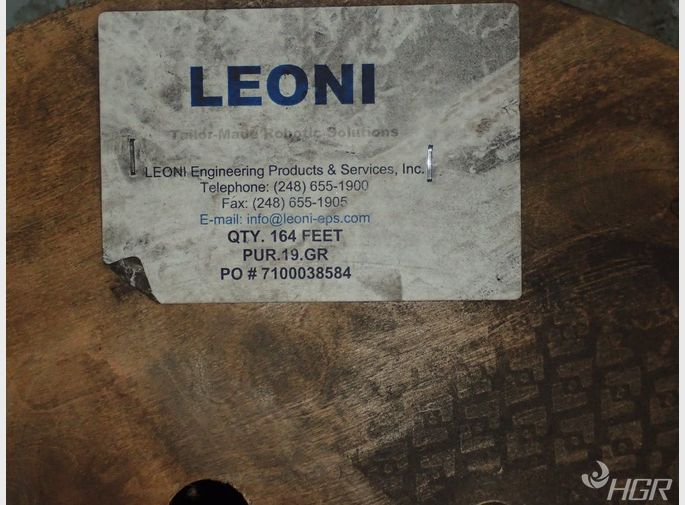 LEONI
Tailor-Made Robotic Solutions
LEONI Engineering Products & Services, Inc.
Telephone: (248) 655-1900
Fax: (248) 655-1905
E-mail: info@leoni-eps.com
QTY. 164 FEET
PUR.19.GR
PO # 7100038584
HGR